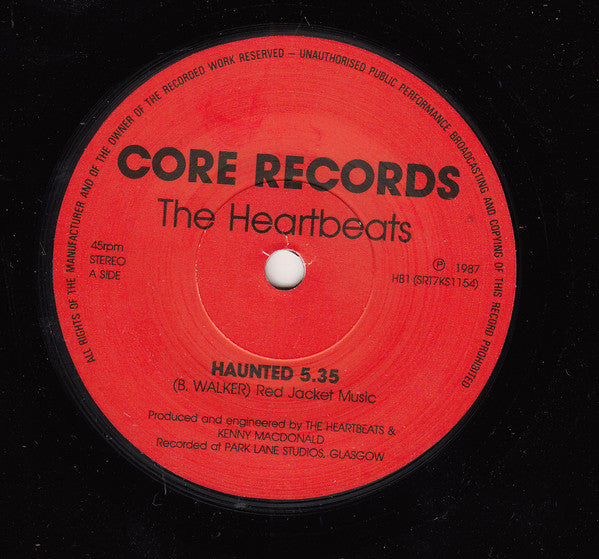 ALL RIGHTS OF THE MANUFACTURER AND OF THE OWNER OF THE RECORDED WORK RESERVED – UNAUTHORISED PUBLIC PERFORMANCE BROADCASTING AND COPYING OF THIS RECORD PROHIBITED
CORE RECORDS
The Heartbeats
45rpm
STEREO
A SIDE
℗ 1987
HB1 (SRT7KS1154)
HAUNTED 5.35
(B. WALKER) Red Jacket Music
Produced and engineered by THE HEARTBEATS &
KENNY MACDONALD
Recorded at PARK LANE STUDIOS, GLASGOW